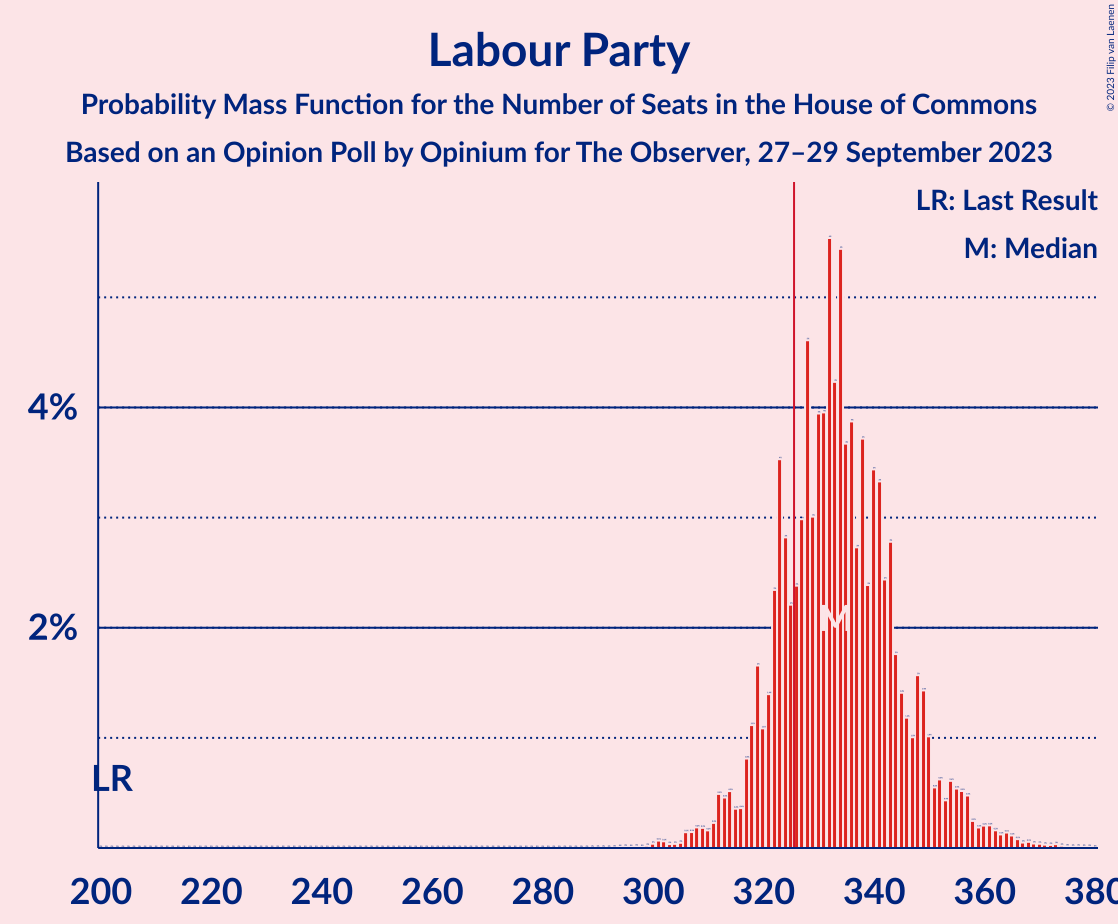 Labour Party
Probability Mass Function for the Number of Seats in the House of Commons
Based on an Opinion Poll by Opinium for The Observer, 27–29 September 2023
© 2023 Filip van Laenen
LR: Last Result
M: Median
4%
2%
LR
M
200 220 240 260 280 300 320 340 360 380